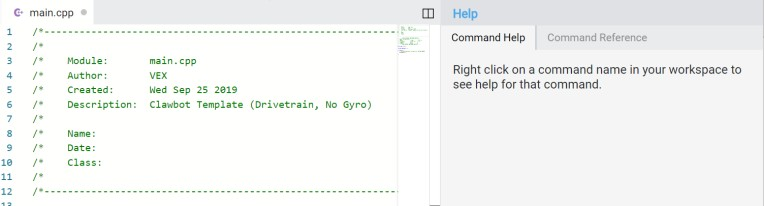 main.cpp
1 /*----------------------------------------------------------------
2 /*
3 /*    Module:       main.cpp
4 /*    Author:       VEX
5 /*    Created:      Wed Sep 25 2019
6 /*    Description:  Clawbot Template (Drivetrain, No Gyro)
7 /*
8 /*    Name:
9 /*    Date:
10 /*    Class:
11 /*
12 /*----------------------------------------------------------------
Help
Command Help Command Reference
Right click on a command name in your workspace to
see help for that command.